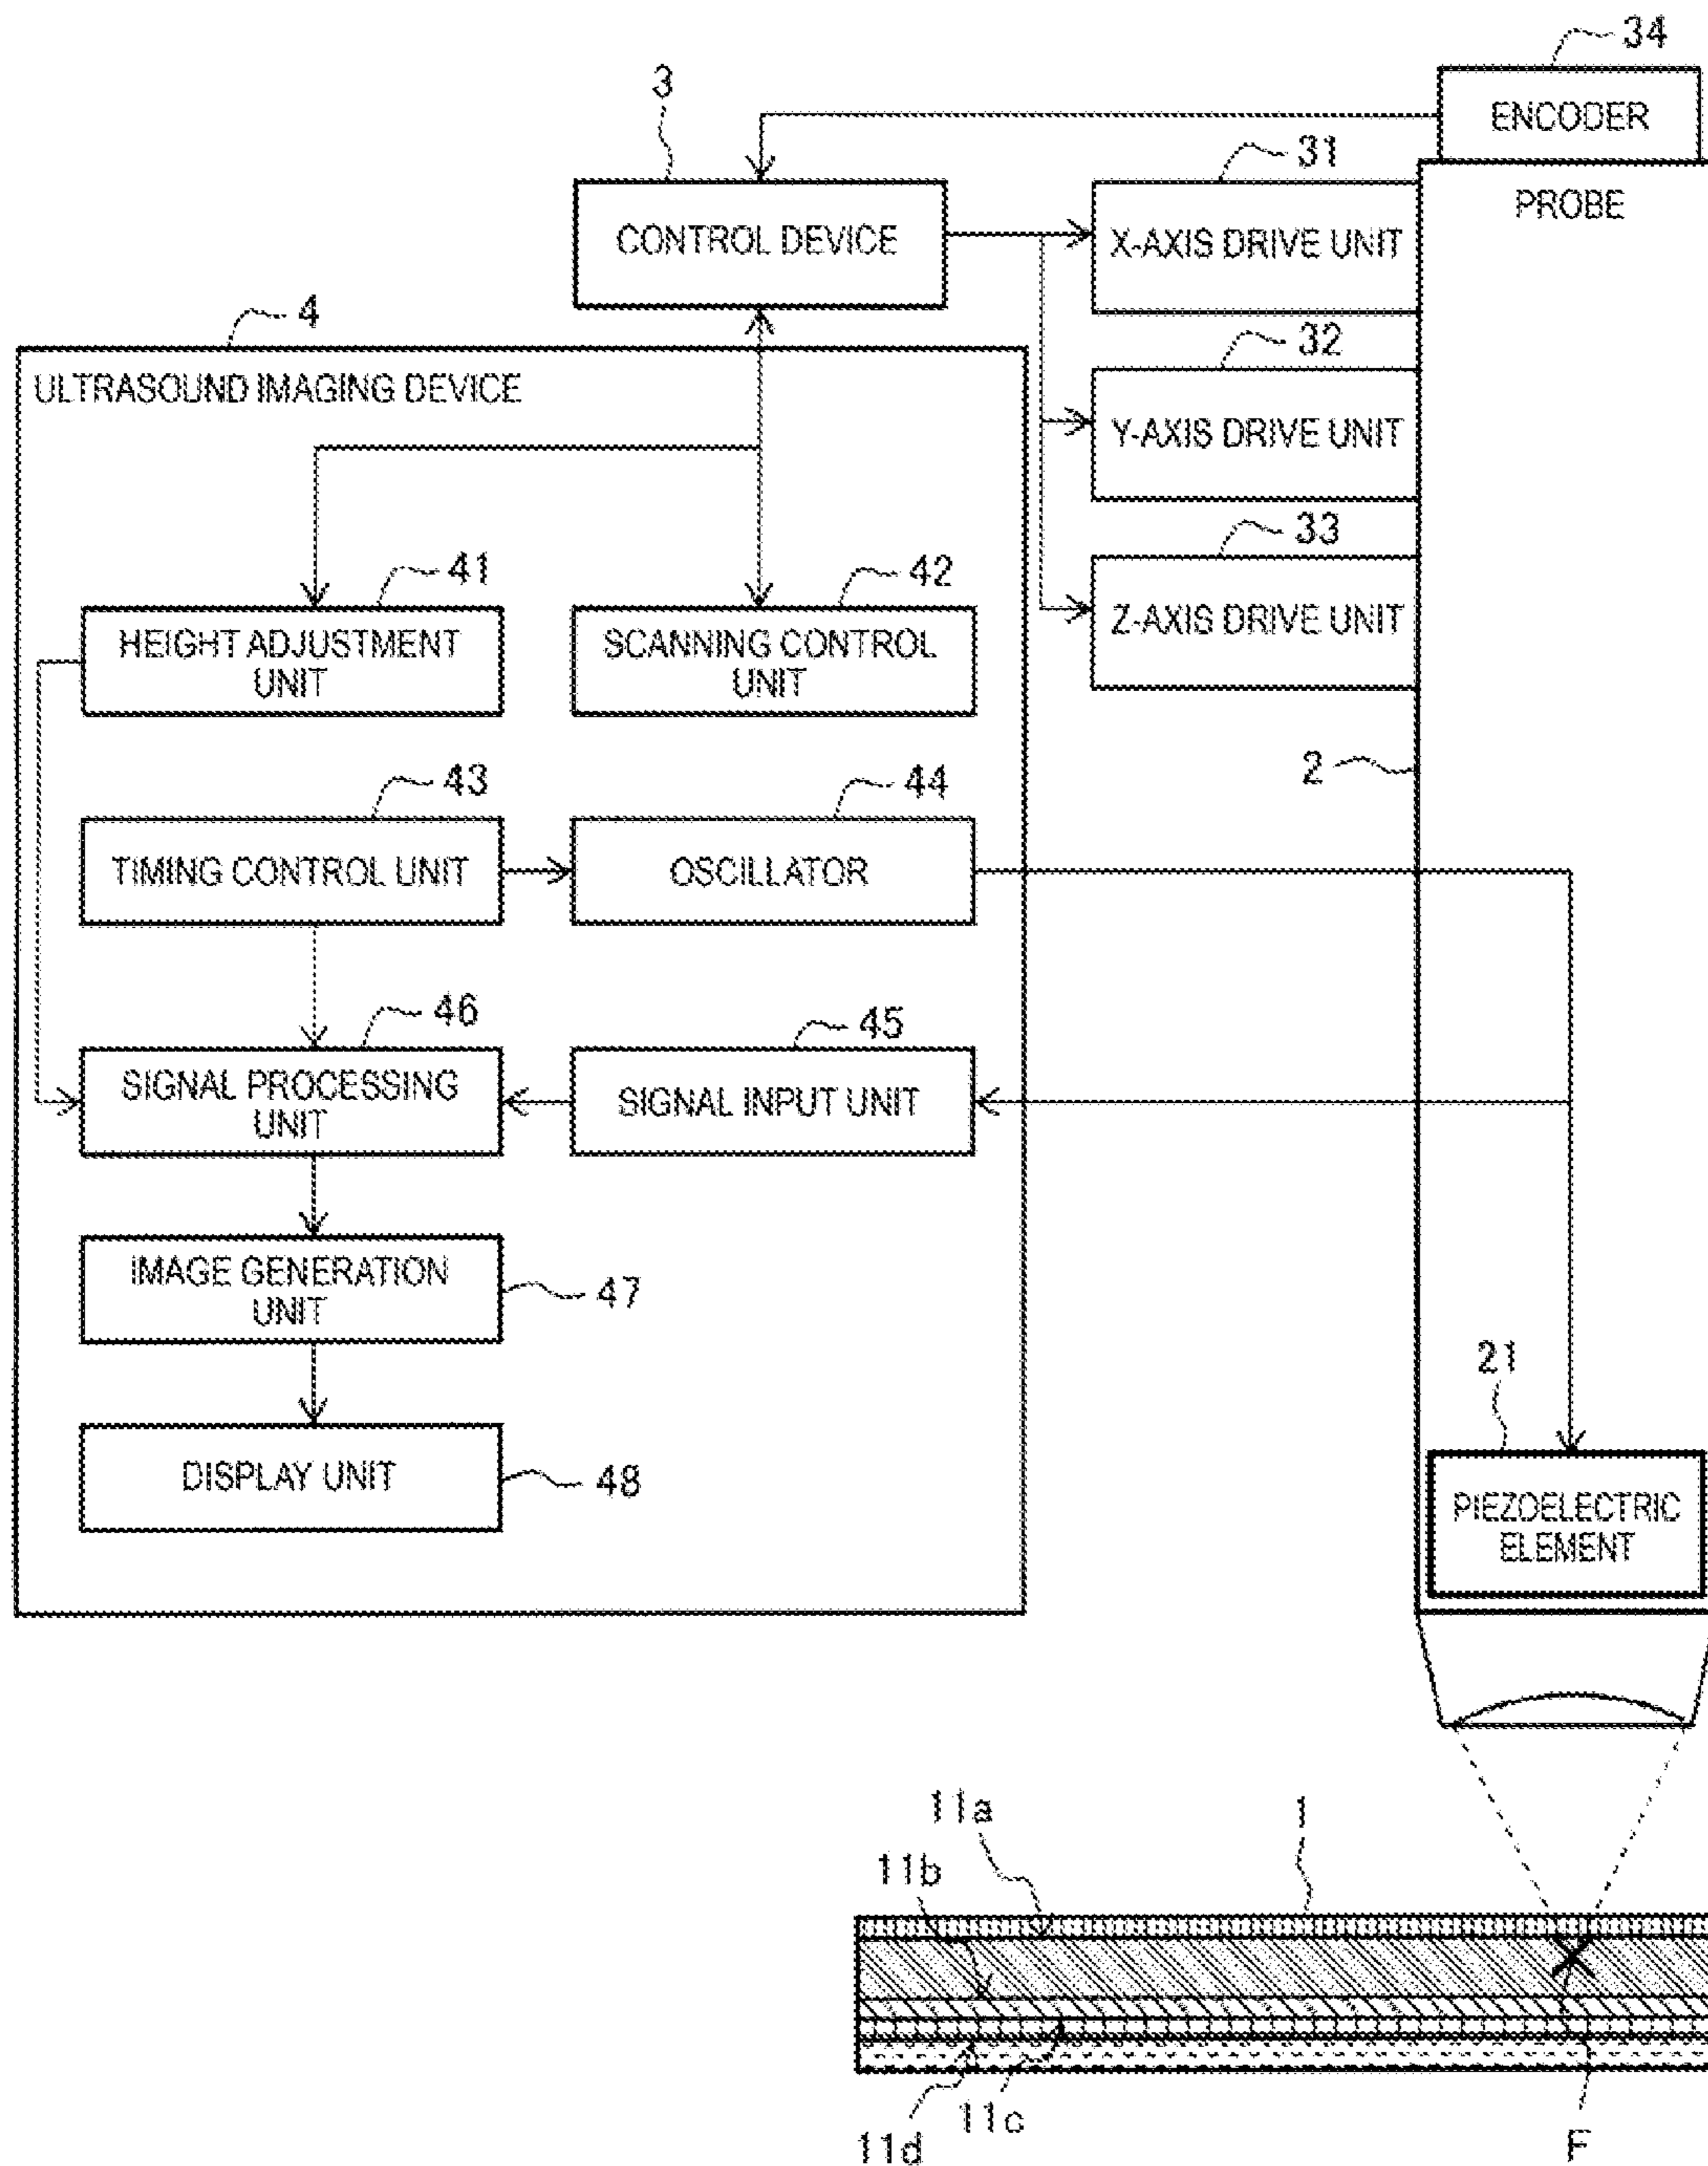 34
ENCODER
3
31
CONTROL DEVICE
X-AXIS DRIVE UNIT
PROBE
4
32
ULTRASOUND IMAGING DEVICE
Y-AXIS DRIVE UNIT
33
41
42
HEIGHT ADJUSTMENT
UNIT
SCANNING CONTROL
UNIT
Z-AXIS DRIVE UNIT
2
43
44
TIMING CONTROL UNIT
OSCILLATOR
46
45
SIGNAL PROCESSING
UNIT
SIGNAL INPUT UNIT
IMAGE GENERATION
UNIT
47
21
DISPLAY UNIT
48
PIEZOELECTRIC
ELEMENT
11a
1
11b
11c
11d
F